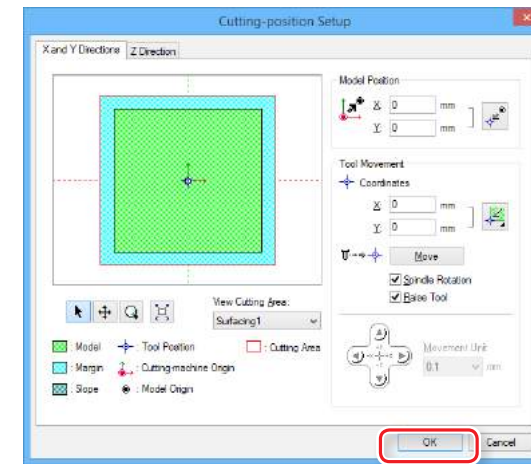 Cutting-position Setup
X and Y Directions
Z Direction
Model Position
X: 0 mm
Y: 0 mm
Tool Movement
Coordinates
X: 0 mm
Y: 0 mm
Move
Spindle Rotation
Raise Tool
View Cutting Area:
Surfacing1
: Model
: Tool Position
: Cutting Area
: Margin
: Cutting-machine Origin
: Slope
: Model Origin
Movement Unit
0.1 mm
OK
Cancel